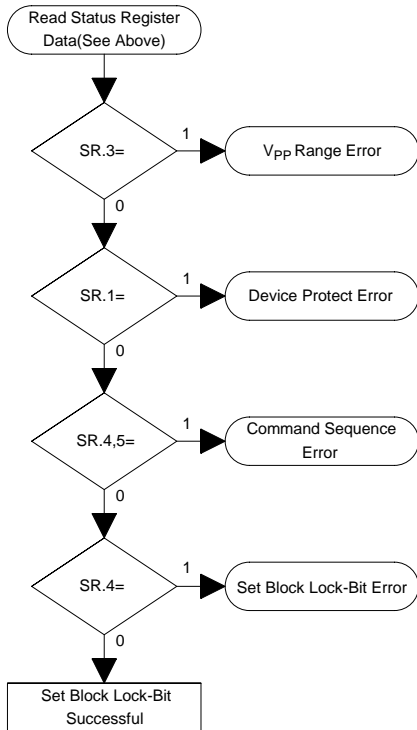 Read Status Register
Data(See Above)
SR.3=
1
VPP Range Error
0
SR.1=
1
Device Protect Error
0
SR.4,5=
1
Command Sequence
Error
0
SR.4=
1
Set Block Lock-Bit Error
0
Set Block Lock-Bit
Successful